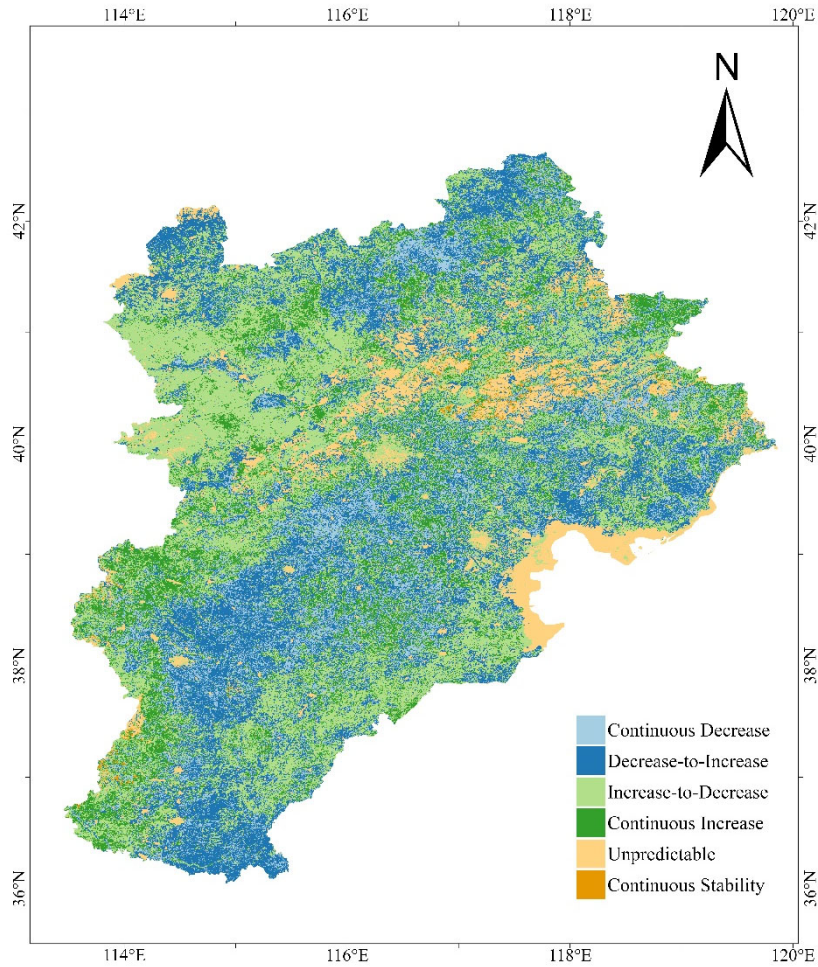 114°E 116°E 118°E 120°E
N
42°N 42°N
40°N 40°N
38°N 38°N
36°N 36°N
Continuous Decrease
Decrease-to-Increase
Increase-to-Decrease
Continuous Increase
Unpredictable
Continuous Stability
114°E 116°E 118°E 120°E